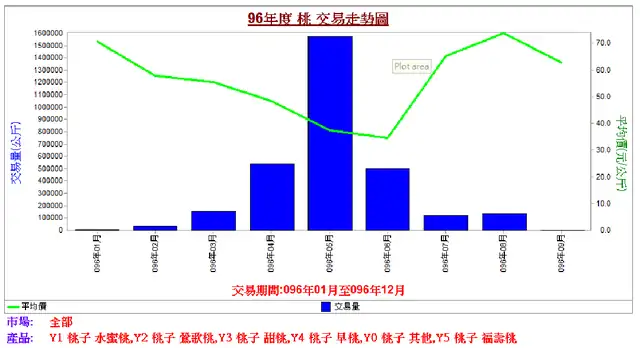 96年度 桃 交易走勢圖
1600000
1500000
1400000
1300000
1200000
1100000
1000000
900000
800000
700000
600000
500000
400000
300000
200000
100000
0
交易量(公斤)
70.0
60.0
50.0
40.0
30.0
20.0
10.0
0.0
平均價(元/公斤)
Plot area
096年01月
096年02月
096年03月
096年04月
096年05月
096年06月
096年07月
096年08月
096年09月
交易期間:096年01月至096年12月
平均價 交易量
市場: 全部
產品: Y1 桃子 水蜜桃,Y2 桃子 鶯歌桃,Y3 桃子 甜桃,Y4 桃子 早桃,Y0 桃子 其他,Y5 桃子 福壽桃